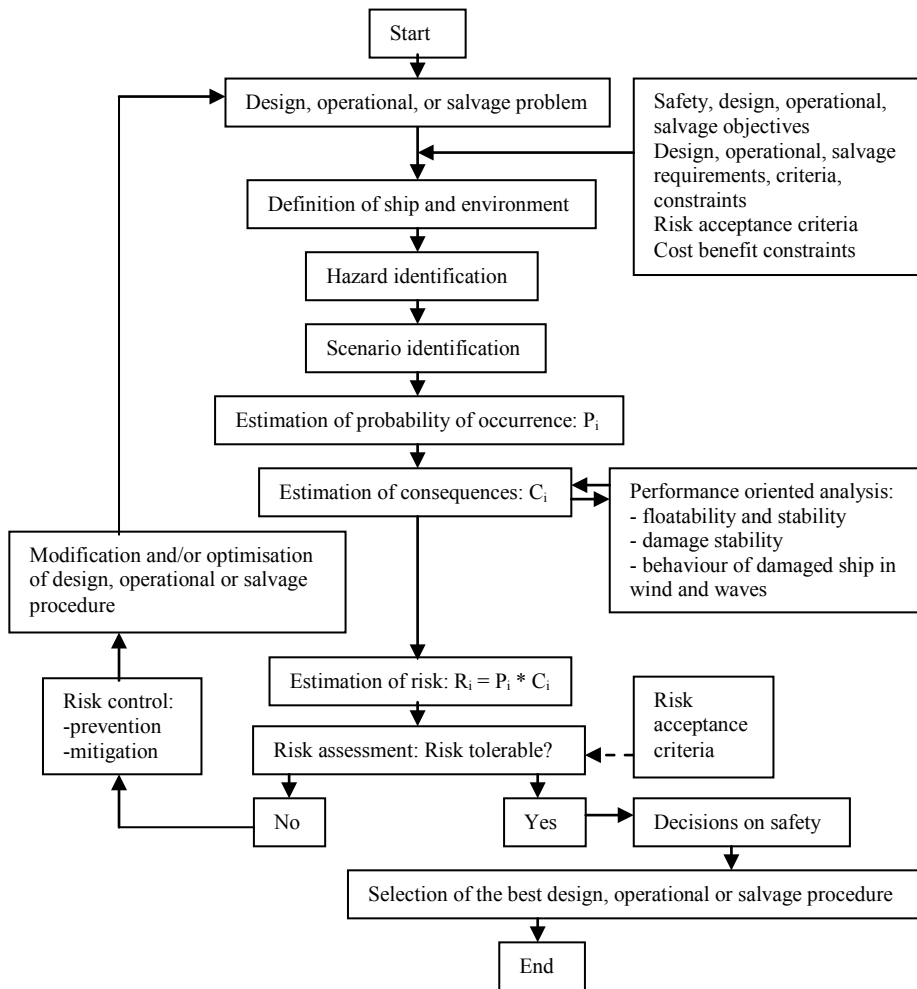 Start
Design, operational, or salvage problem
Safety, design, operational,
salvage objectives
Design, operational, salvage
requirements, criteria,
constraints
Risk acceptance criteria
Cost benefit constraints
Definition of ship and environment
Hazard identification
Scenario identification
Estimation of probability of occurrence: Pᵢ
Estimation of consequences: Cᵢ
Performance oriented analysis:
- floatability and stability
- damage stability
- behaviour of damaged ship in
wind and waves
Modification and/or optimisation
of design, operational or salvage
procedure
Estimation of risk: Rᵢ = Pᵢ * Cᵢ
Risk control:
-prevention
-mitigation
Risk
acceptance
criteria
Risk assessment: Risk tolerable?
No
Yes
Decisions on safety
Selection of the best design, operational or salvage procedure
End